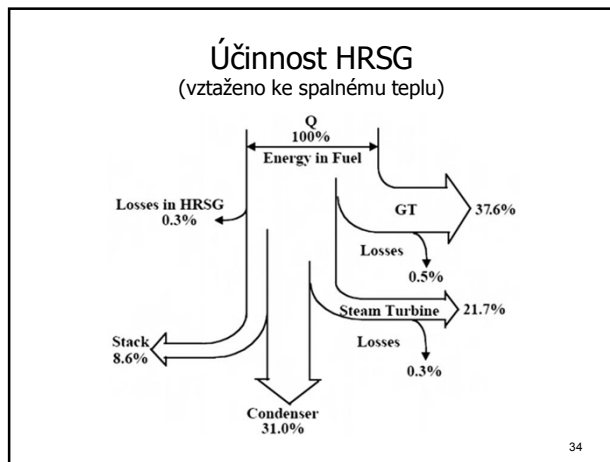 Účinnost HRSG
(vztaženo ke spalnému teplu)
Q
100%
Energy in Fuel
Losses in HRSG
0.3%
GT
37.6%
Losses
0.5%
Steam Turbine
21.7%
Losses
0.3%
Stack
8.6%
Condenser
31.0%
34